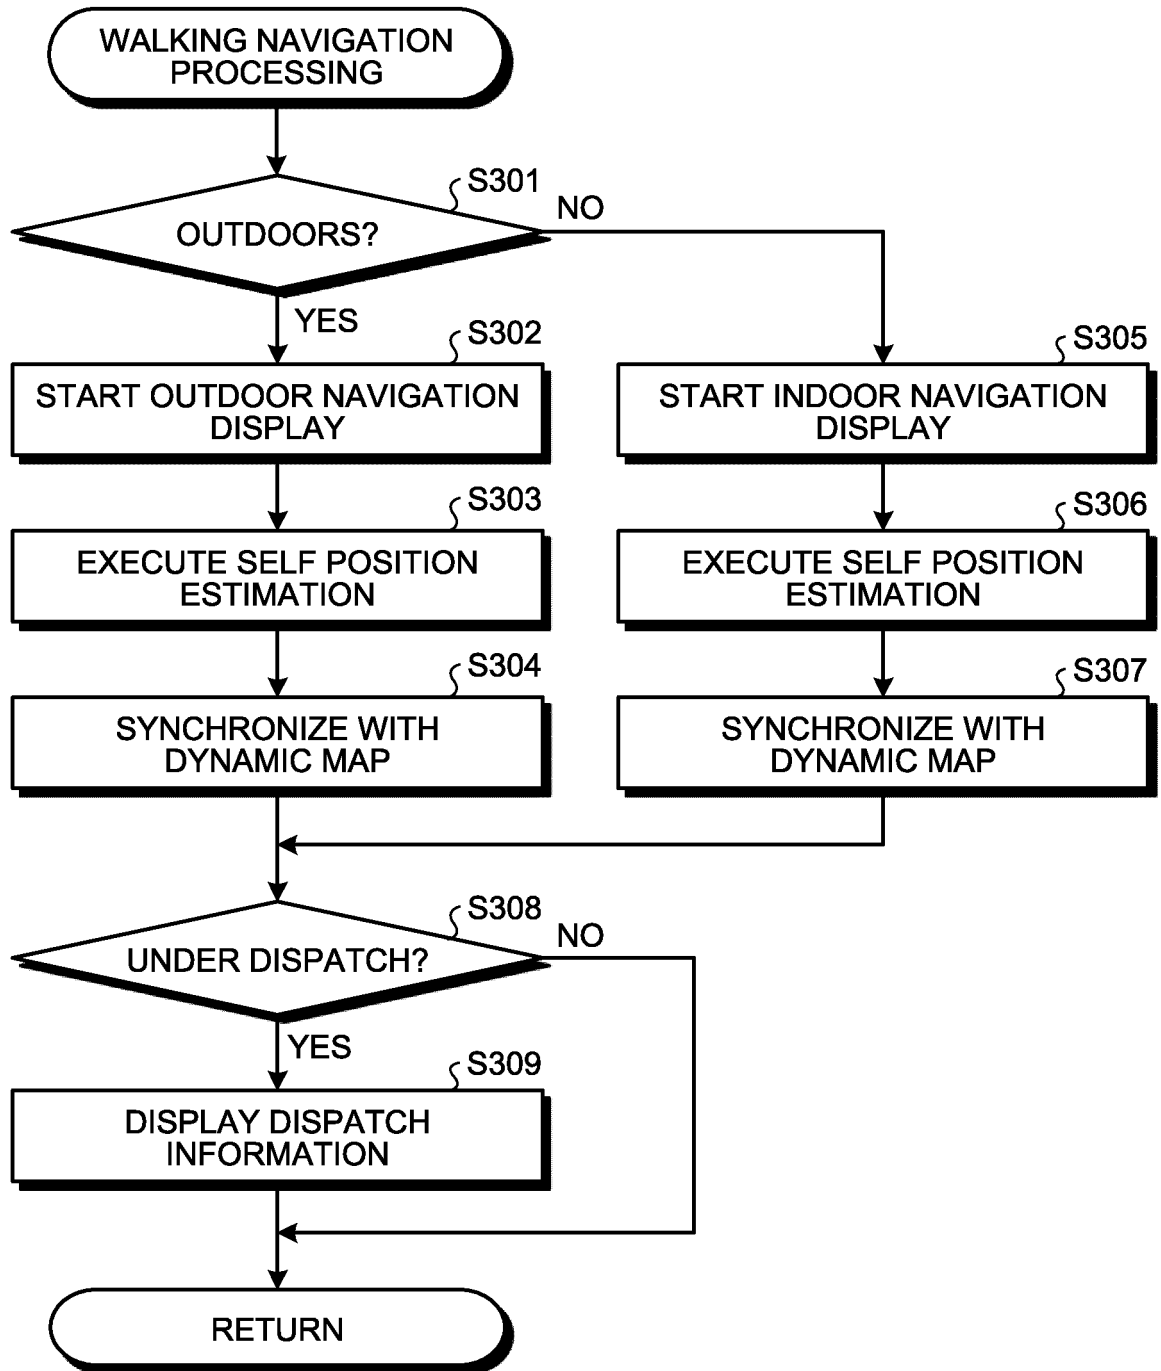 WALKING NAVIGATION
PROCESSING
S301
OUTDOORS?
NO
YES
S302
START OUTDOOR NAVIGATION
DISPLAY
S303
EXECUTE SELF POSITION
ESTIMATION
S304
SYNCHRONIZE WITH
DYNAMIC MAP
S305
START INDOOR NAVIGATION
DISPLAY
S306
EXECUTE SELF POSITION
ESTIMATION
S307
SYNCHRONIZE WITH
DYNAMIC MAP
S308
UNDER DISPATCH?
NO
YES
S309
DISPLAY DISPATCH
INFORMATION
RETURN